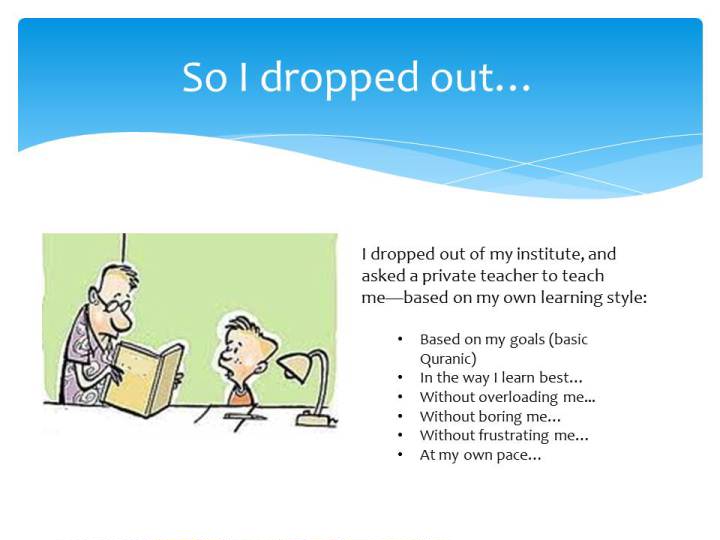 So I dropped out…
I dropped out of my institute, and
asked a private teacher to teach
me—based on my own learning style:
• Based on my goals (basic
Quranic)
• In the way I learn best…
• Without overloading me...
• Without boring me…
• Without frustrating me…
• At my own pace…